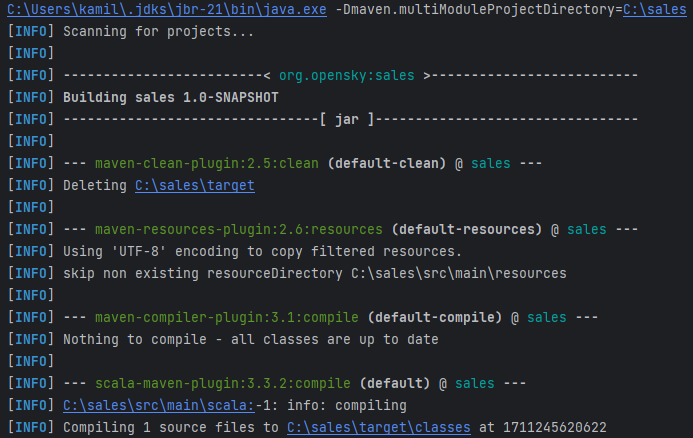 C:\Users\kamil\.jdks\jbr-21\bin\java.exe -Dmaven.multiModuleProjectDirectory=C:\sales
[INFO] Scanning for projects...
[INFO]
[INFO] -------------------------< org.opensky:sales >--------------------------
[INFO] Building sales 1.0-SNAPSHOT
[INFO] --------------------------------[ jar ]---------------------------------
[INFO]
[INFO] --- maven-clean-plugin:2.5:clean (default-clean) @ sales ---
[INFO] Deleting C:\sales\target
[INFO]
[INFO] --- maven-resources-plugin:2.6:resources (default-resources) @ sales ---
[INFO] Using 'UTF-8' encoding to copy filtered resources.
[INFO] skip non existing resourceDirectory C:\sales\src\main\resources
[INFO]
[INFO] --- maven-compiler-plugin:3.1:compile (default-compile) @ sales ---
[INFO] Nothing to compile - all classes are up to date
[INFO]
[INFO] --- scala-maven-plugin:3.3.2:compile (default) @ sales ---
[INFO] C:\sales\src\main\scala:-1: info: compiling
[INFO] Compiling 1 source files to C:\sales\target\classes at 1711245620622